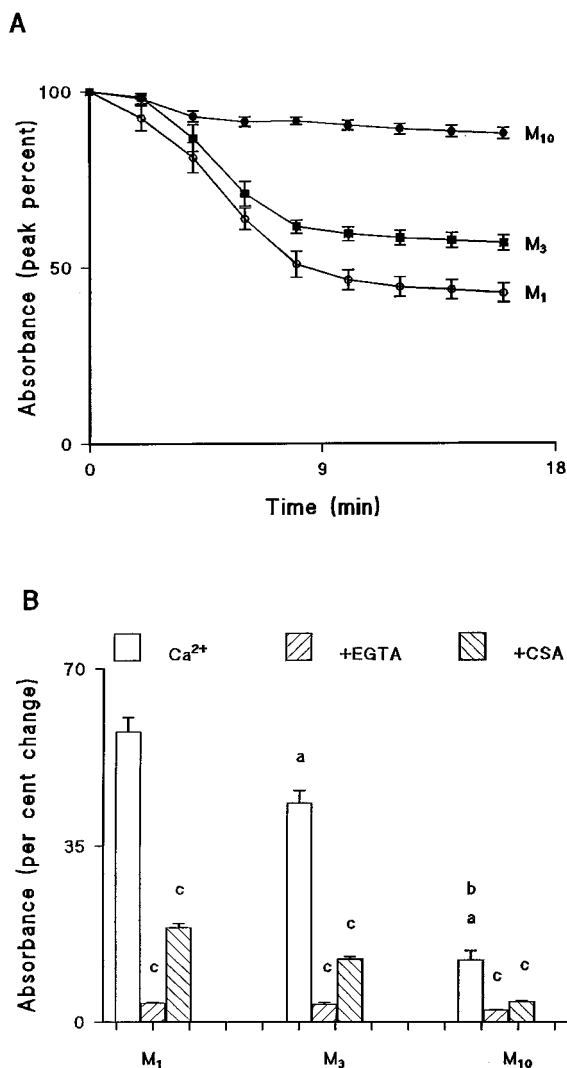 A
100
50
0
Absorbance (peak percent)
M10
M3
M1
0 9 18
Time (min)
B
Ca2+ +EGTA +CSA
70
35
0
Absorbance (per cent change)
c c
a
c c
b
a
c c
M1 M3 M10